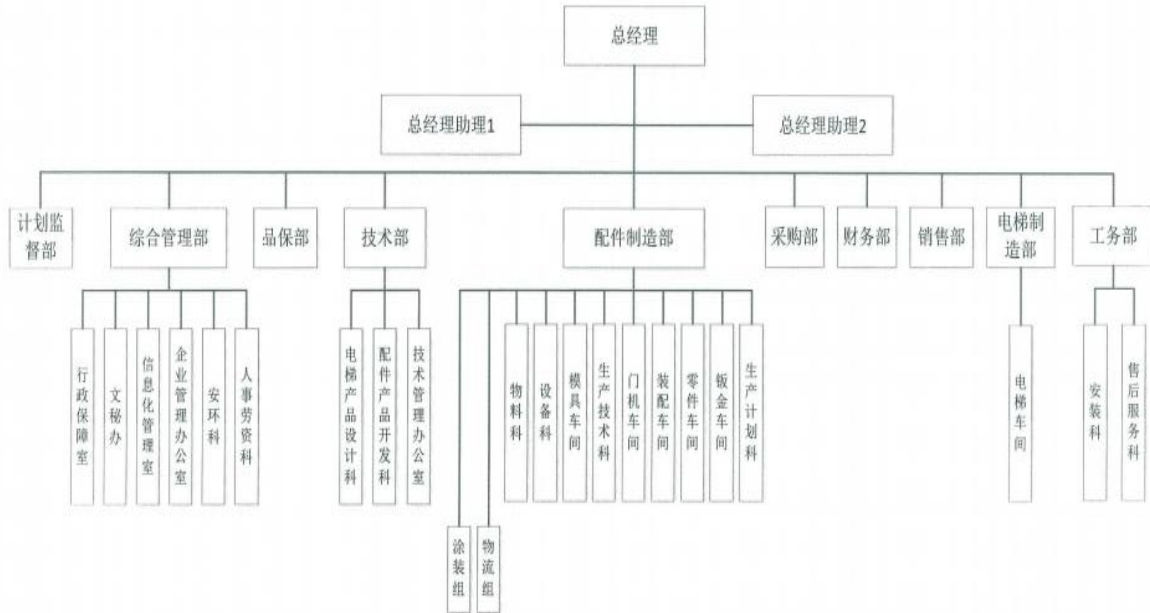 总经理
总经理助理1
总经理助理2
计划监
督部
综合管理部
品保部
技术部
配件制造部
采购部
财务部
销售部
电梯制
造部
工务部
行政保障室
文秘办
信息化管理室
企业管理办公室
安环科
人事劳资科
电梯产品设计科
配件产品开发科
技术管理办公室
涂装组
物流组
物料科
设备科
模具车间
生产技术科
门机车间
装配车间
零件车间
钣金车间
生产计划科
电梯车间
安装科
售后服务科